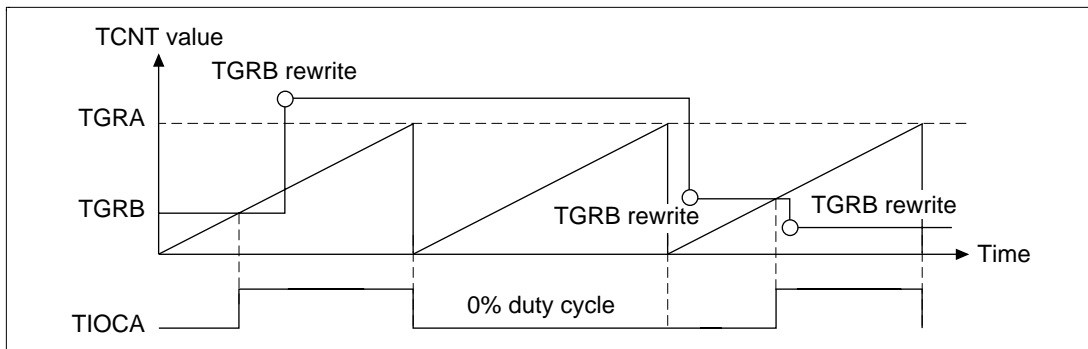 TCNT value
TGRB rewrite
TGRA
TGRB
TGRB rewrite
TGRB rewrite
Time
0% duty cycle
TIOCA